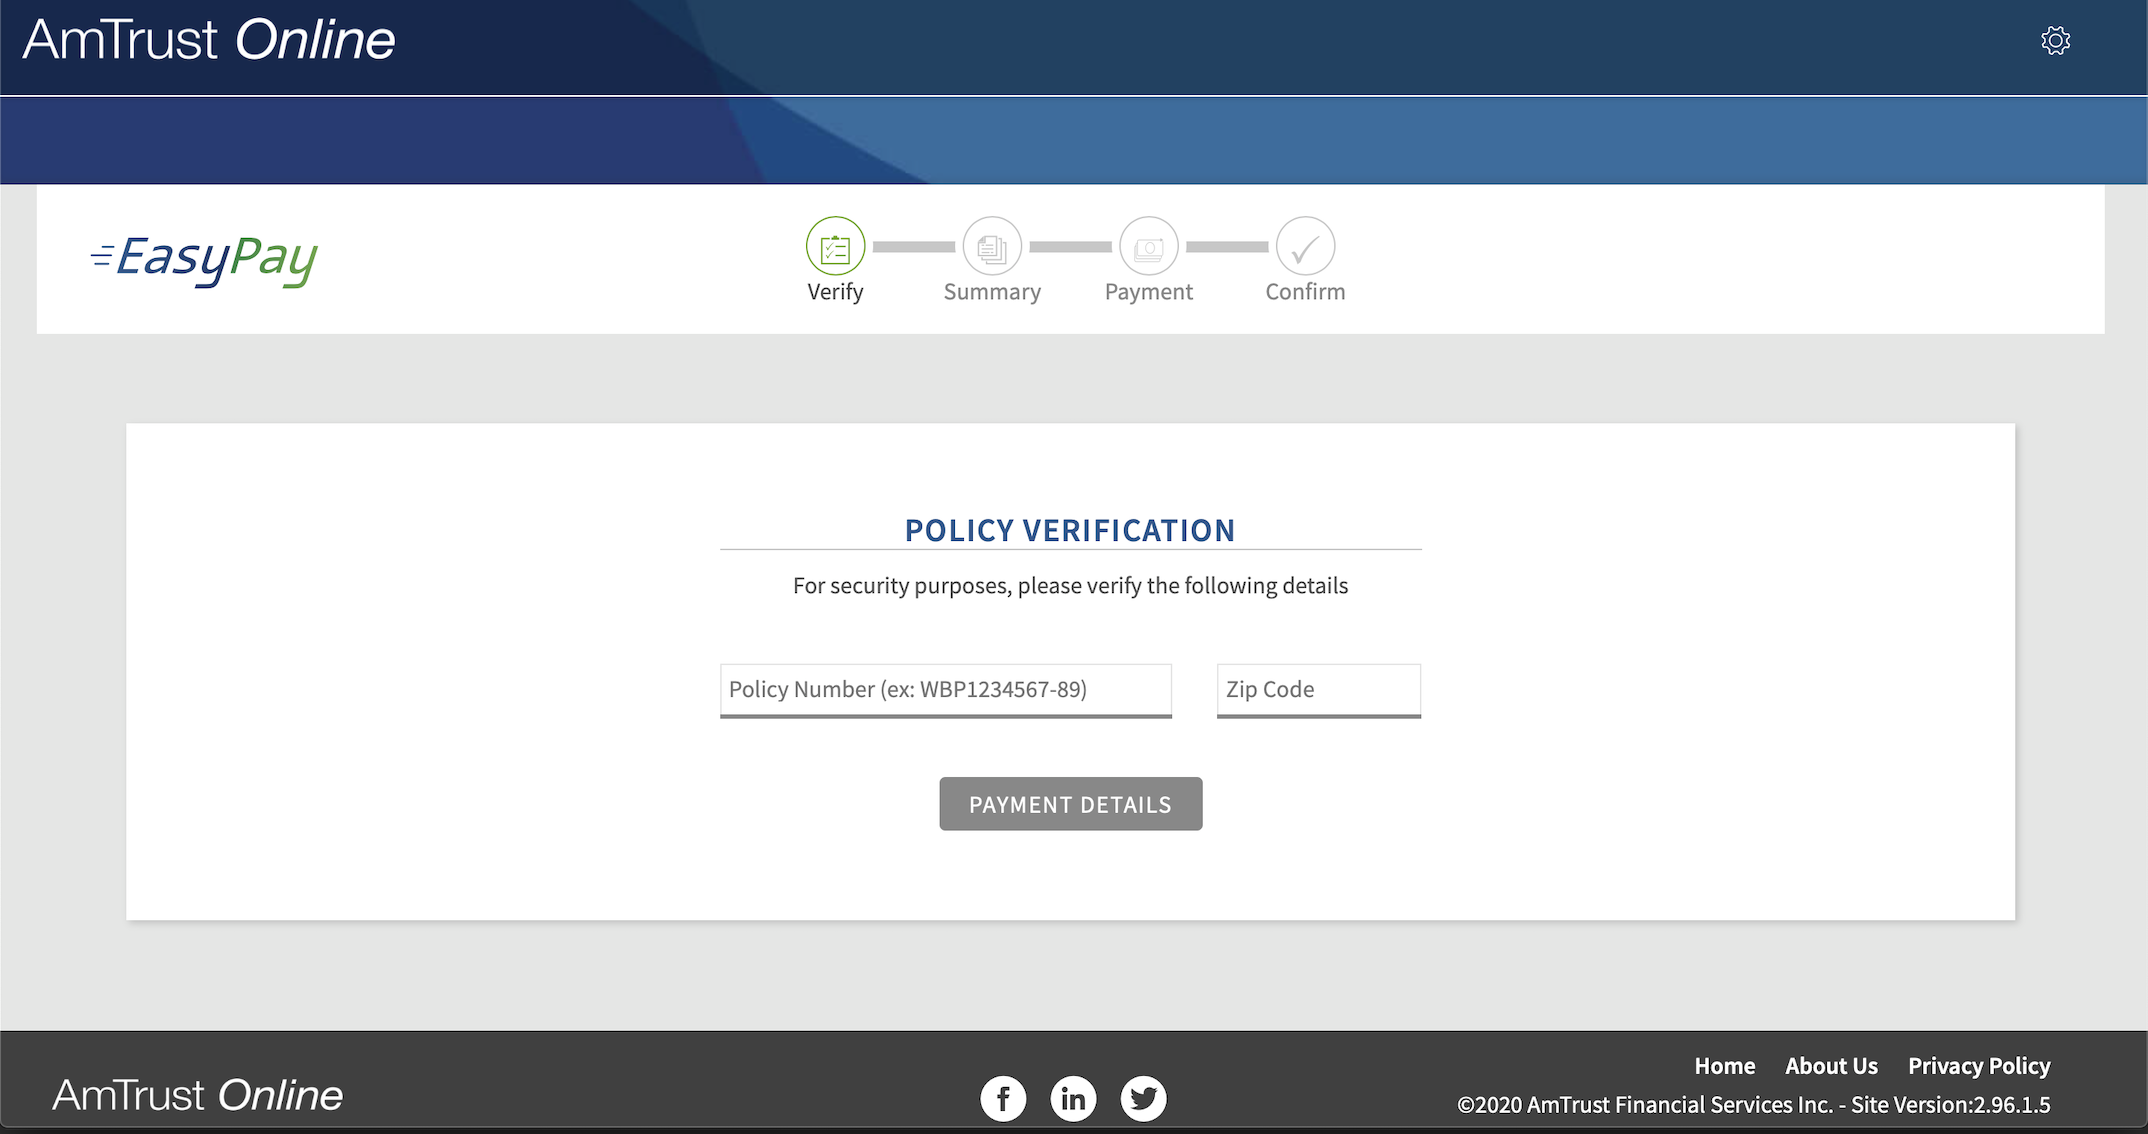 AmTrust Online
EasyPay
Verify
Summary
Payment
Confirm
POLICY VERIFICATION
For security purposes, please verify the following details
Policy Number (ex: WBP1234567-89)
Zip Code
PAYMENT DETAILS
AmTrust Online
Home About Us Privacy Policy
©2020 AmTrust Financial Services Inc. - Site Version:2.96.1.5